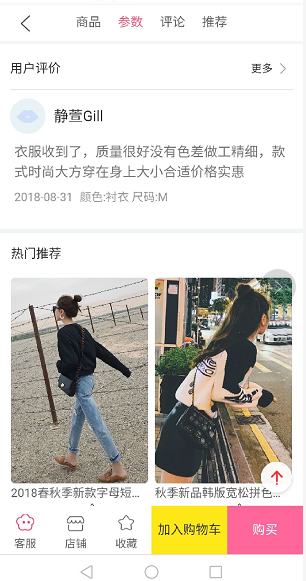 商品 参数 评论 推荐
用户评价 更多
静萱Gill
衣服收到了，质量很好没有色差做工精细，款
式时尚大方穿在身上大小合适价格实惠
2018-08-31 颜色:衬衣 尺码:M
热门推荐
2018春秋季新款字母短... 秋季新品韩版宽松拼色...
客服 店铺 收藏 加入购物车 购买